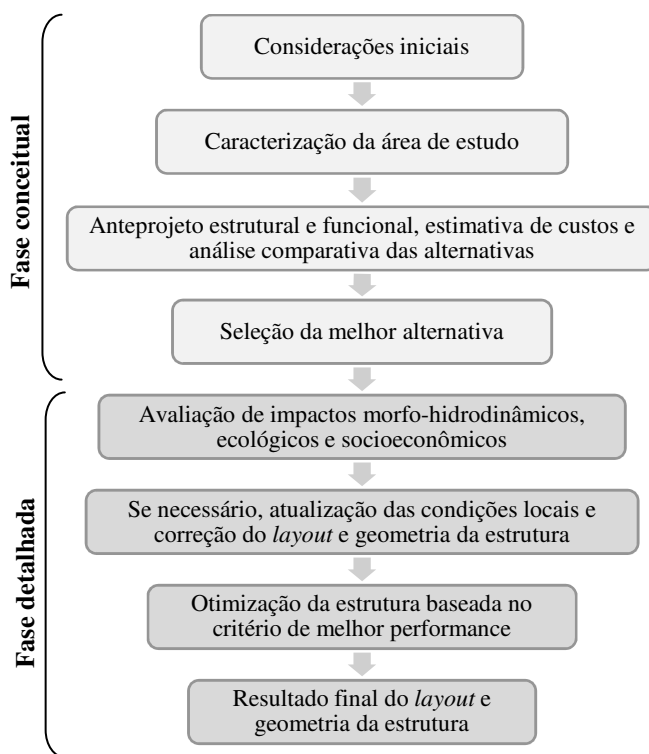 Fase conceitual
Considerações iniciais
Caracterização da área de estudo
Anteprojeto estrutural e funcional, estimativa de custos e
análise comparativa das alternativas
Seleção da melhor alternativa
Fase detalhada
Avaliação de impactos morfo-hidrodinâmicos,
ecológicos e socioeconômicos
Se necessário, atualização das condições locais e
correção do layout e geometria da estrutura
Otimização da estrutura baseada no
critério de melhor performance
Resultado final do layout e
geometria da estrutura